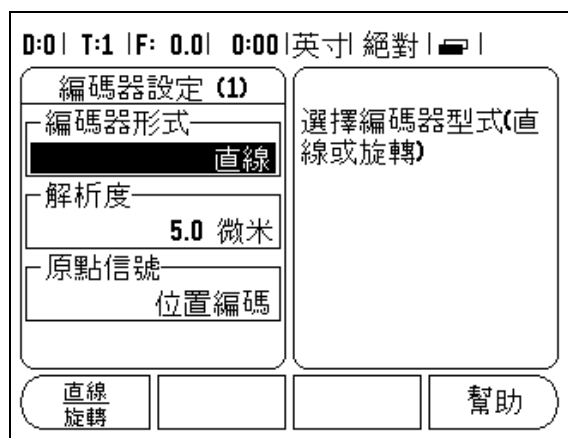 D:0| T:1 |F: 0.0| 0:00|英寸|絕對|
編碼器設定 (1)
編碼器形式
直線
解析度
5.0 微米
原點信號
位置編碼
選擇編碼器型式(直
線或旋轉)
直線
旋轉
幫助